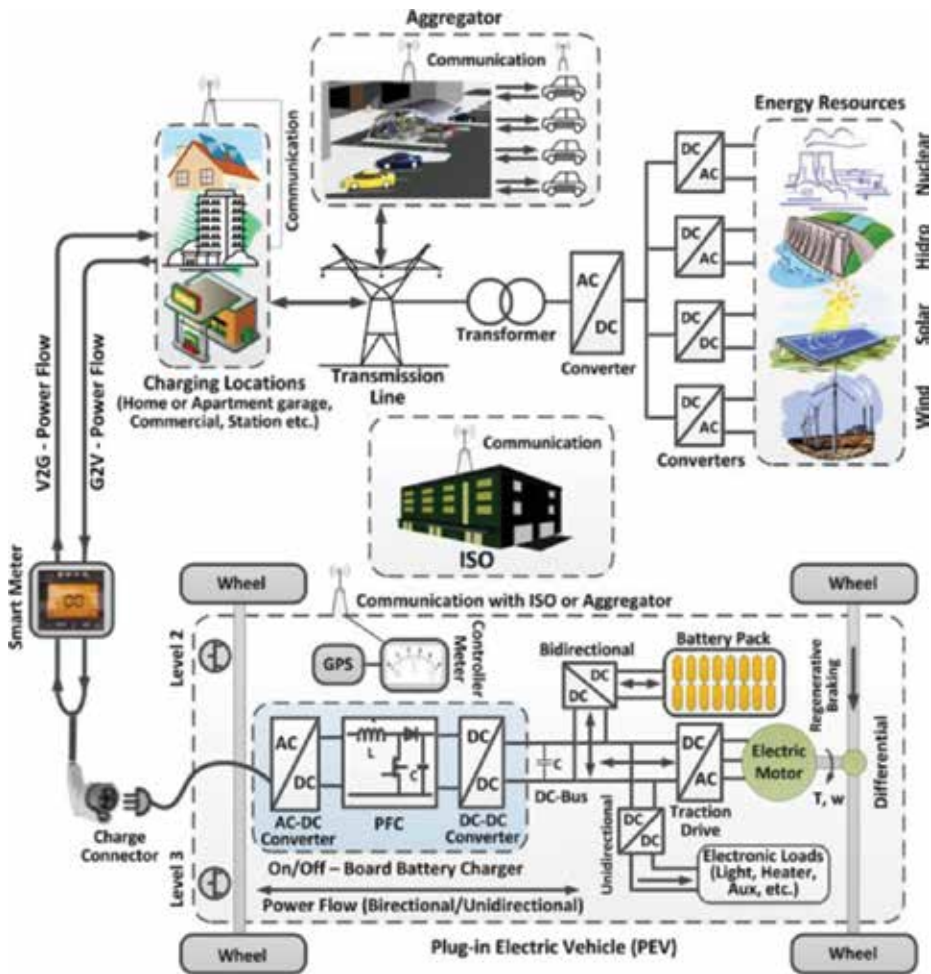 Aggregator
Communication
Communication
Energy Resources
DC
AC
Nuclear
DC
AC
Hidro
DC
DC
Solar
DC
AC
Wind
Converters
AC
DC
Converter
Transformer
Transmission
Line
Charging Locations
(Home or Apartment garage,
Commercial, Station etc.)
V2G - Power Flow
G2V - Power Flow
Communication
ISO
Smart Meter
Wheel
Wheel
Communication with ISO or Aggregator
Level 2
GPS
Controller
Meter
Bidirectional
DC
DC
Battery Pack
Regenerative
Braking
AC
DC
AC-DC
Converter
L
C
PFC
DC
DC
DC-DC
Converter
C
DC-Bus
DC
AC
Traction
Drive
Electric
Motor
T, w
Differential
Unidirectional
DC
DC
Electronic Loads
(Light, Heater,
Aux, etc.)
Charge
Connector
Level 3
On/Off – Board Battery Charger
Power Flow (Birectional/Unidirectional)
Wheel
Plug-in Electric Vehicle (PEV)
Wheel